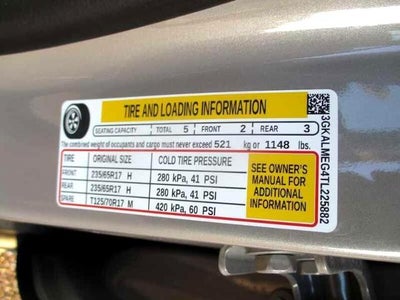 TIRE AND LOADING INFORMATION
SEATING CAPACITY TOTAL 5 FRONT 2 REAR 3
The combined weight of occupants and cargo must never exceed 521 kg or 1148 lbs.
TIRE ORIGINAL SIZE COLD TIRE PRESSURE
FRONT 235/65R17 H 280 kPa, 41 PSI
REAR 235/65R17 H 280 kPa, 41 PSI
SPARE T125/70R17 M 420 kPa, 60 PSI
SEE OWNER'S
MANUAL FOR
ADDITIONAL
INFORMATION
3GKALMEG4TL225882